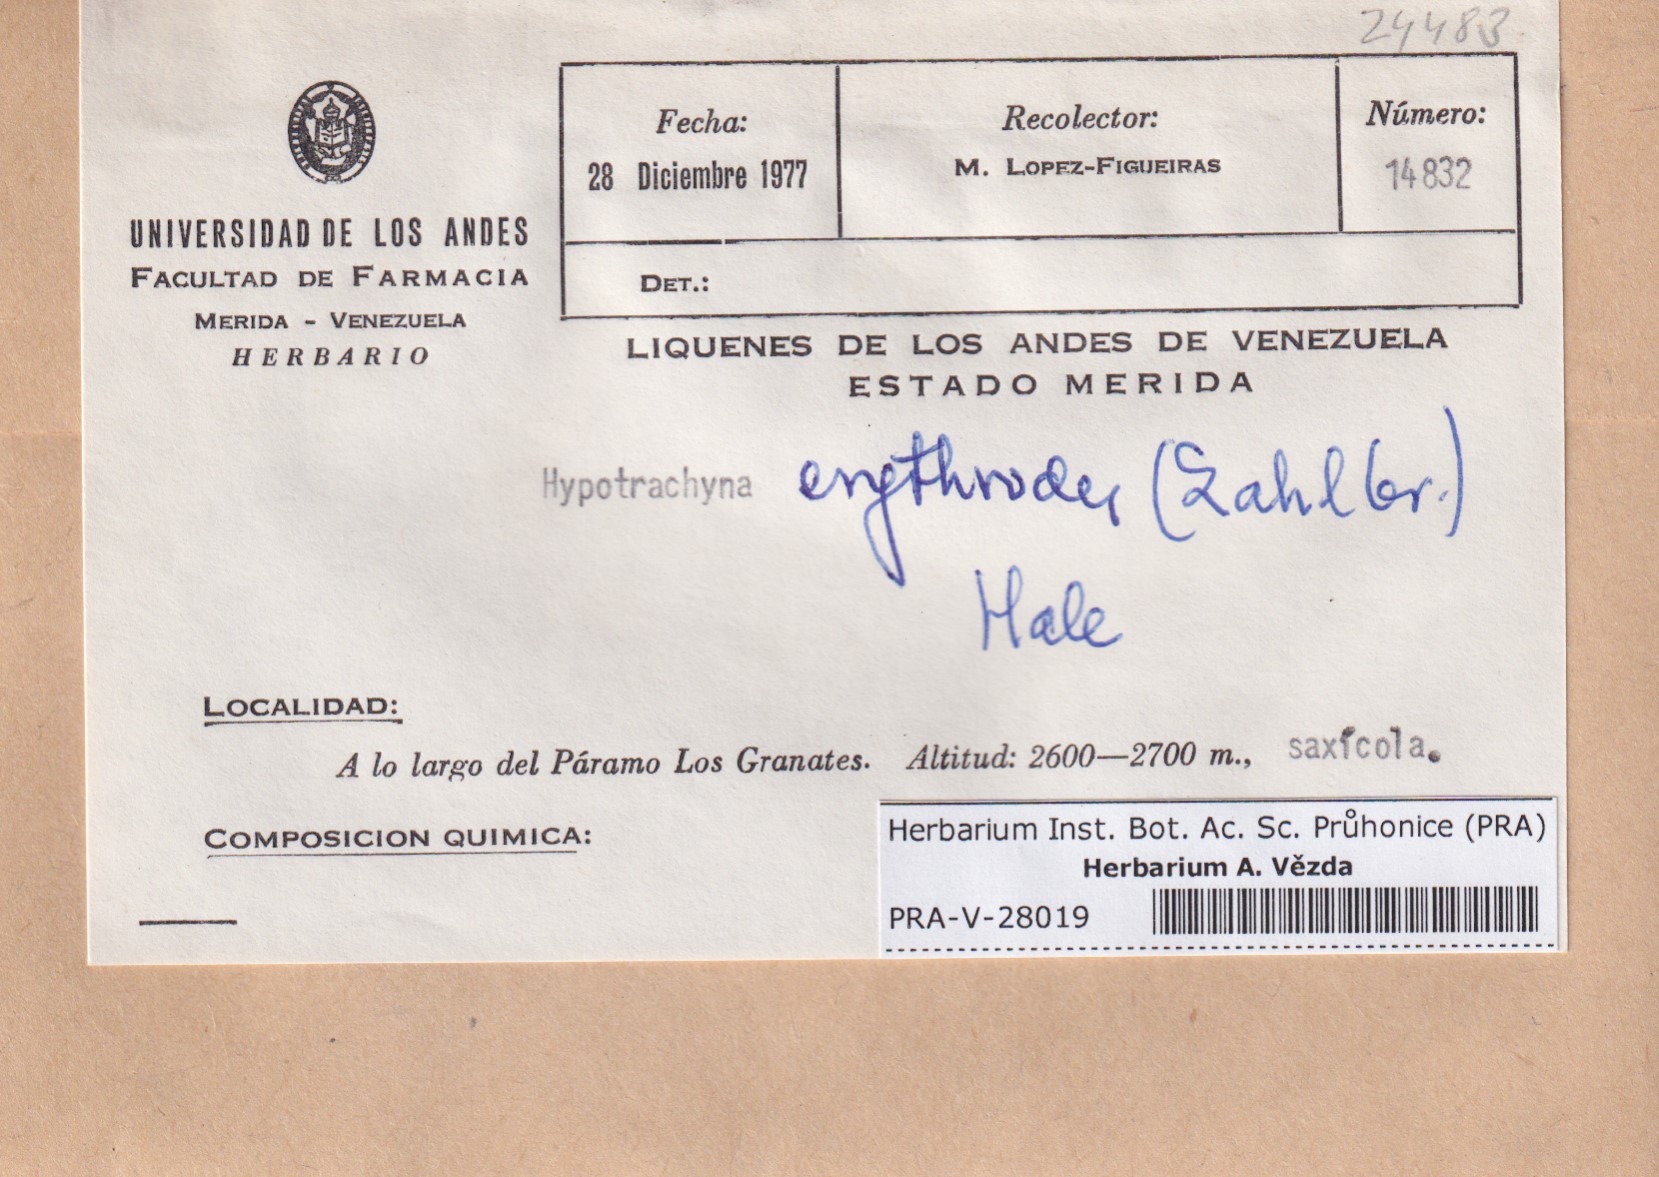 24483
UNIVERSIDAD DE LOS ANDES
FACULTAD DE FARMACIA
MERIDA - VENEZUELA
HERBARIO
Fecha:
28 Diciembre 1977
Recolector:
M. LOPEZ-FIGUEIRAS
Número:
14832
DET.:
LIQUENES DE LOS ANDES DE VENEZUELA
ESTADO MERIDA
Hypotrachyna erythrodes (Zahlbr.)
Hale
LOCALIDAD:
A lo largo del Páramo Los Granates. Altitud: 2600—2700 m., saxícola.
COMPOSICION QUIMICA:
Herbarium Inst. Bot. Ac. Sc. Průhonice (PRA)
Herbarium A. Vězda
PRA-V-28019